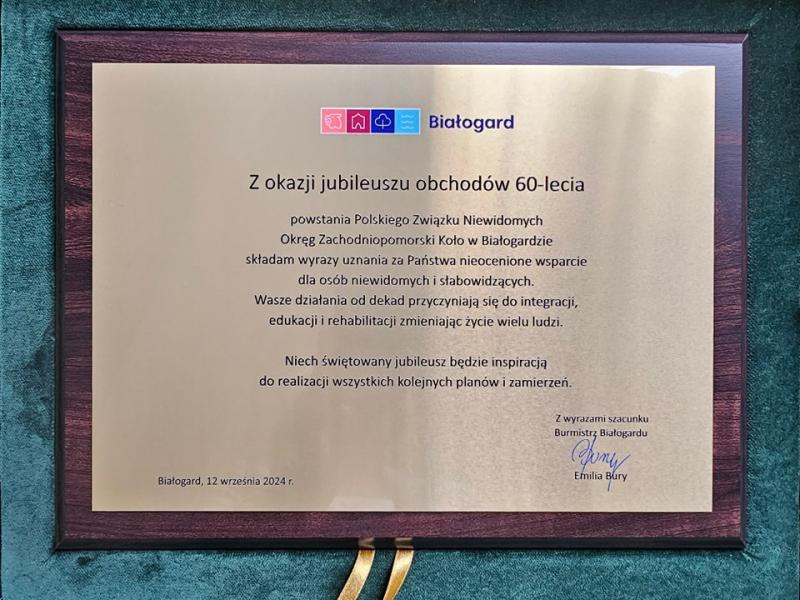 Białogard
Z okazji jubileuszu obchodów 60-lecia
powstania Polskiego Związku Niewidomych
Okręg Zachodniopomorski Koło w Białogardzie
składam wyrazy uznania za Państwa nieocenione wsparcie
dla osób niewidomych i słabowidzących.
Wasze działania od dekad przyczyniają się do integracji,
edukacji i rehabilitacji zmieniając życie wielu ludzi.
Niech świętowany jubileusz będzie inspiracją
do realizacji wszystkich kolejnych planów i zamierzeń.
Z wyrazami szacunku
Burmistrz Białogardu
Emilia Bury
Białogard, 12 września 2024 r.